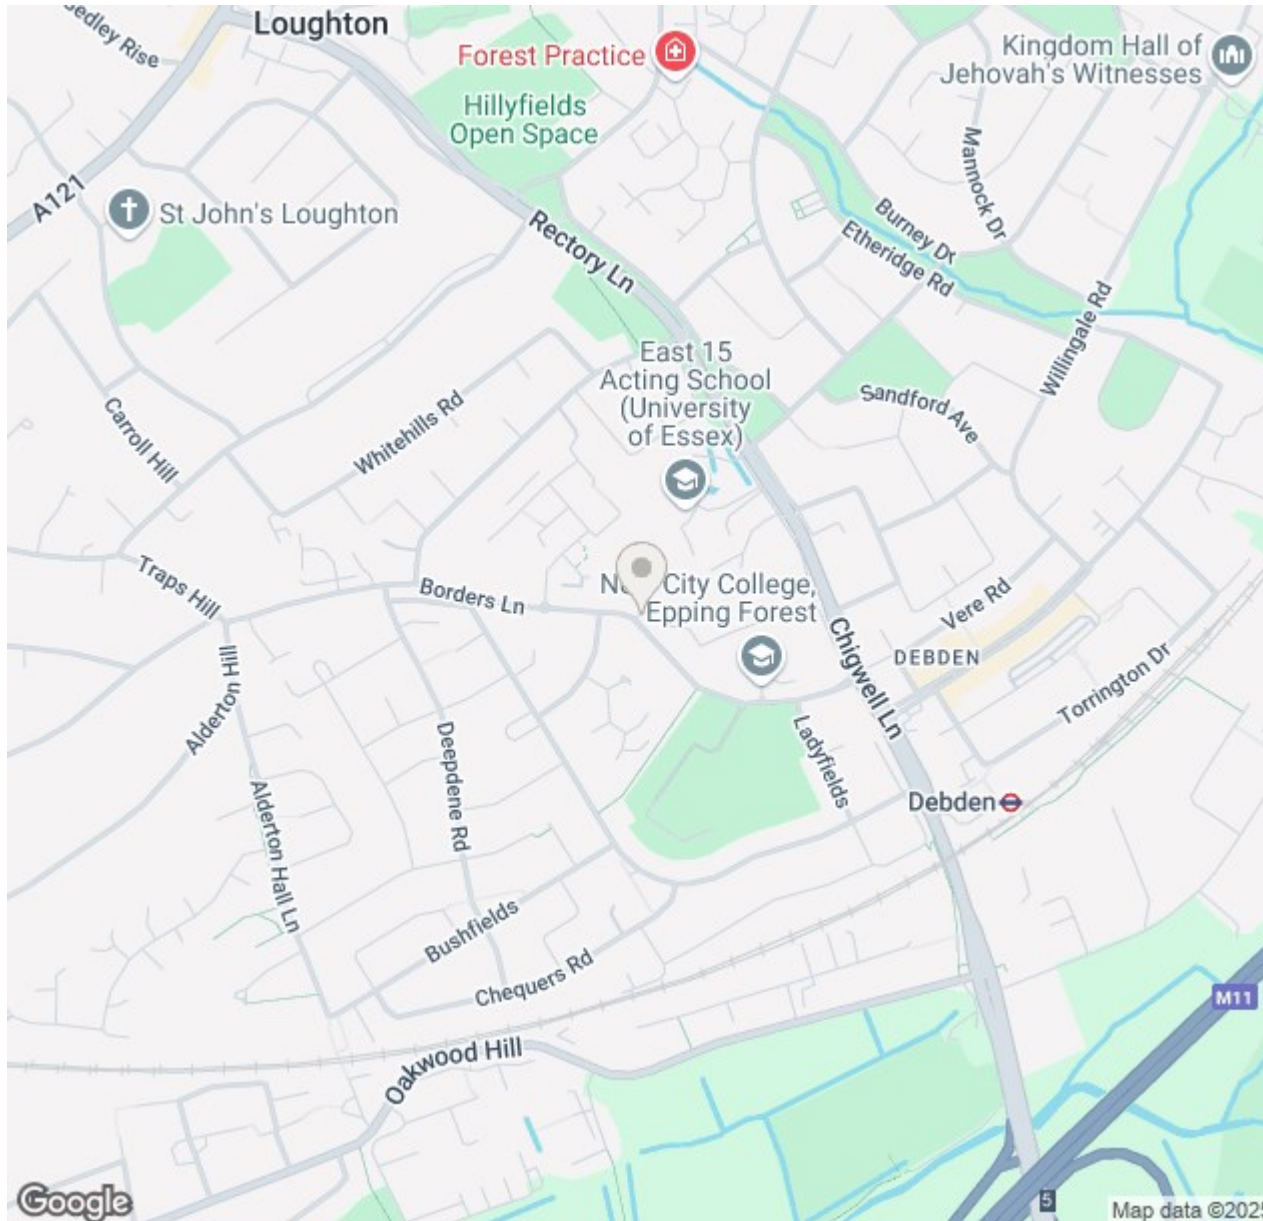 Loughton
edley Rise
Forest Practice
Kingdom Hall of
Jehovah's Witnesses
Hillyfields
Open Space
A121
St John's Loughton
Mannock Dr
Rectory Ln
Burney Dr
Etheridge Rd
Willingale Rd
East 15
Acting School
(University
of Essex)
Sandford Ave
Carroll Hill
Whitehills Rd
Traps Hill
Borders Ln
City College,
Epping Forest
Vere Rd
Chigwell Ln
DEBDEN
Torrington Dr
Alderton Hill
Deepdene Rd
Ladyfields
Alderton Hall Ln
Debden
Bushfields
Chequers Rd
M11
Oakwood Hill
5
Google
Map data ©2025